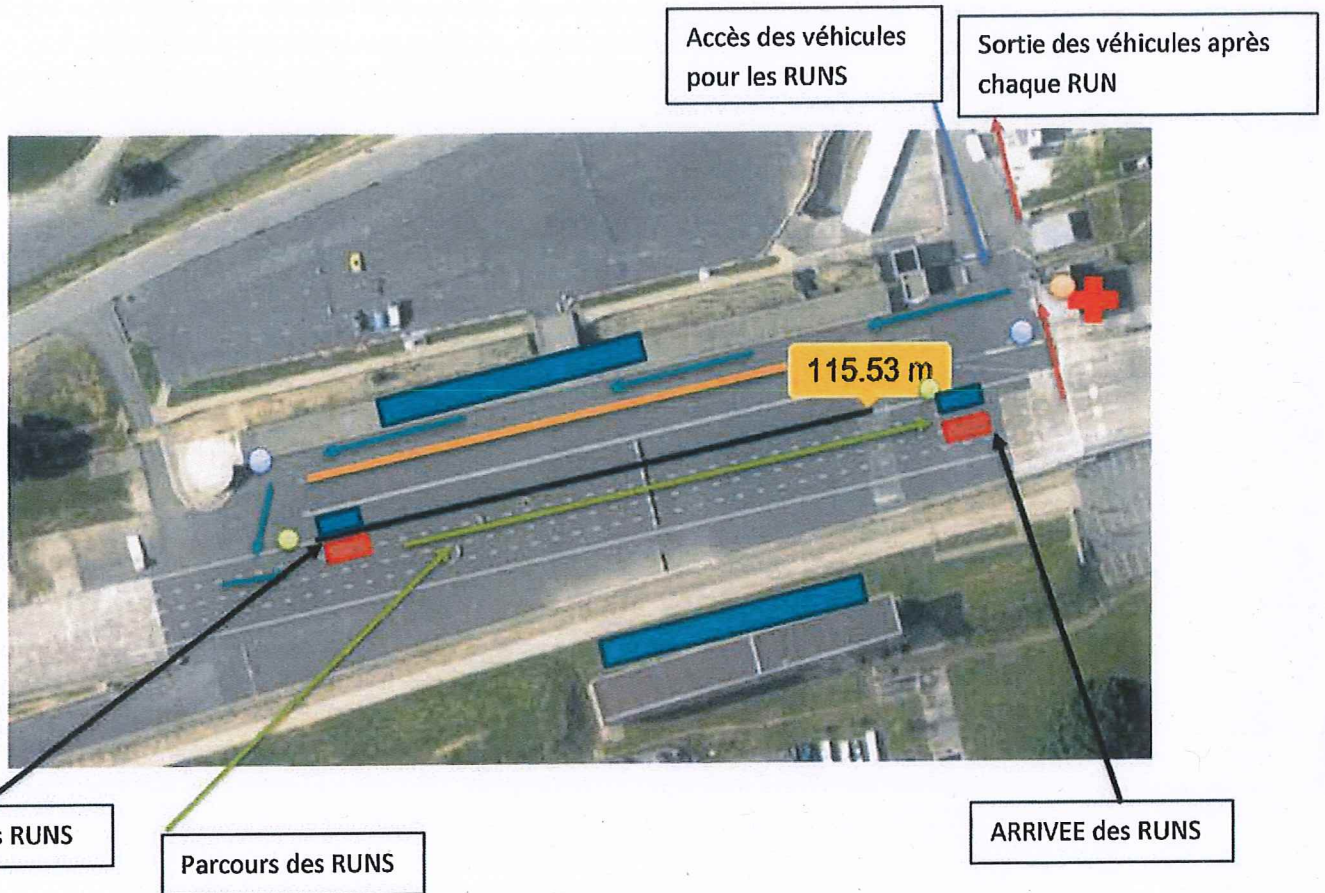 Accès des véhicules
pour les RUNS
Sortie des véhicules après
chaque RUN
115.53 m
s RUNS
Parcours des RUNS
ARRIVEE des RUNS